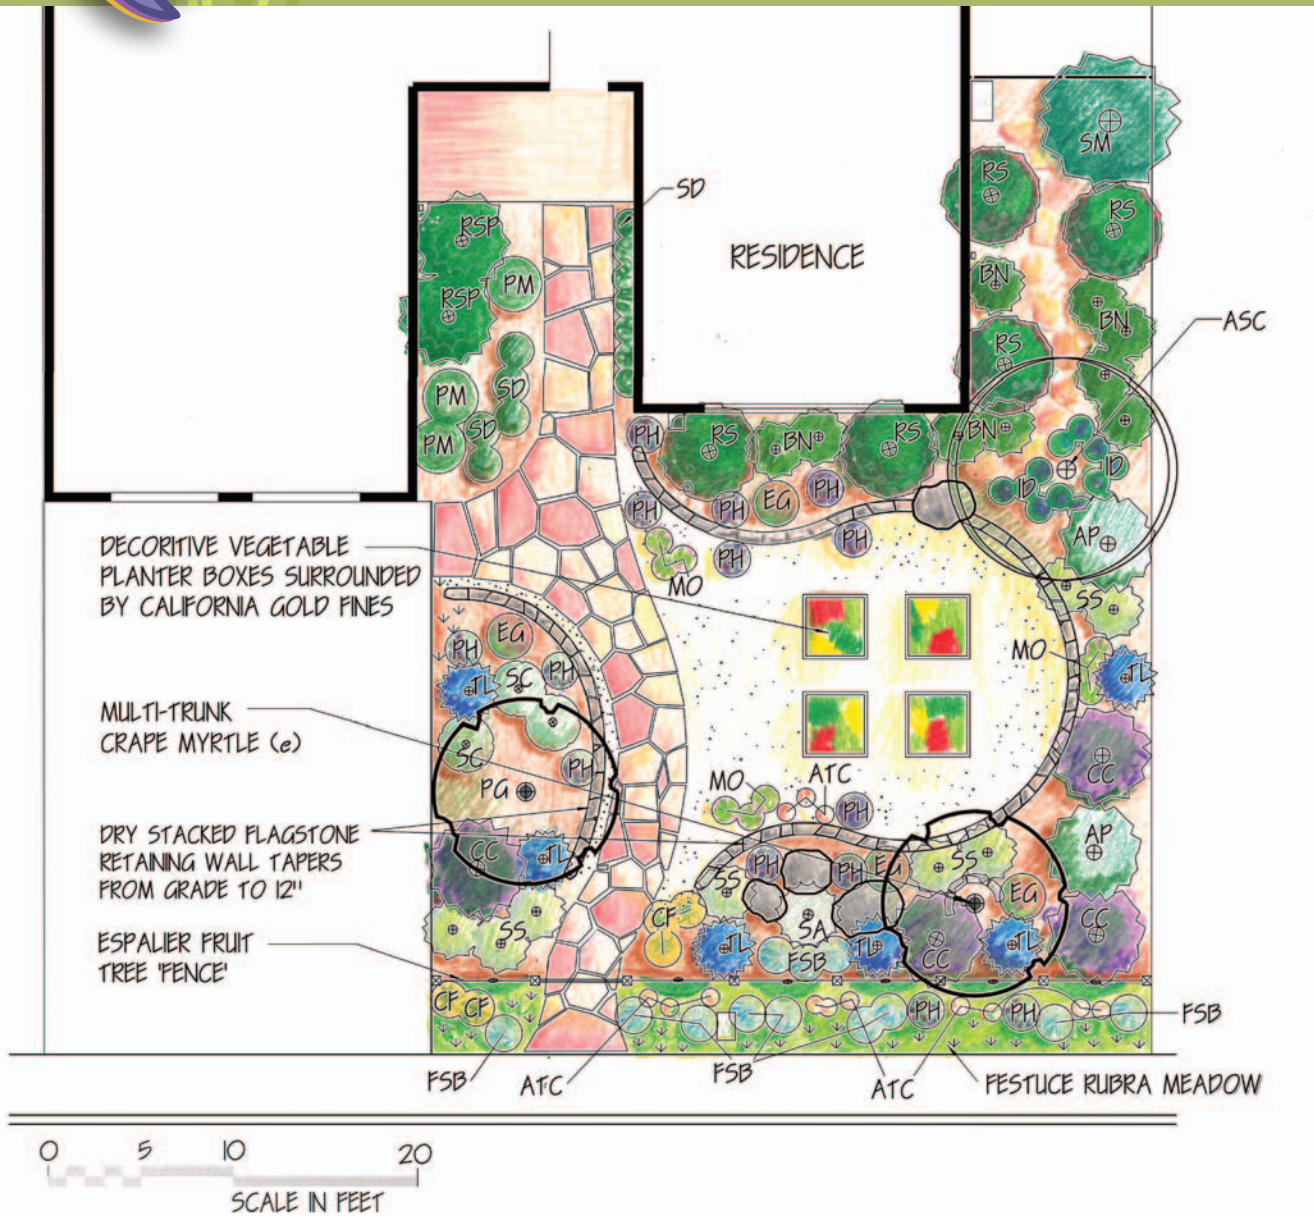 SM
RS
SD
RSP
RS
RESIDENCE
PM
BN
RSP
BN
ASC
RS
PM
SD
SD
PM
PH
RS
BN
RS
BN
ID
ID
PH
PH
PH
EG
PH
PH
AP
DECORITIVE VEGETABLE
PLANTER BOXES SURROUNDED
BY CALIFORNIA GOLD FINES
MO
SS
EG
PH
PH
SC
TL
MO
TL
MULTI-TRUNK
CRAPE MYRTLE (e)
SC
PH
PG
MO
ATC
PH
CC
DRY STACKED FLAGSTONE
RETAINING WALL TAPERS
FROM GRADE TO 12"
CC
TL
PH
PH
EG
SS
AP
SS
EG
CF
SA
CC
ESPALIER FRUIT
TREE 'FENCE'
SS
TL
FSB
TL
CC
TL
CF
CF
PH
PH
FSB
FSB
ATC
FSB
ATC
FESTUCE RUBRA MEADOW
0 5 10 20
SCALE IN FEET